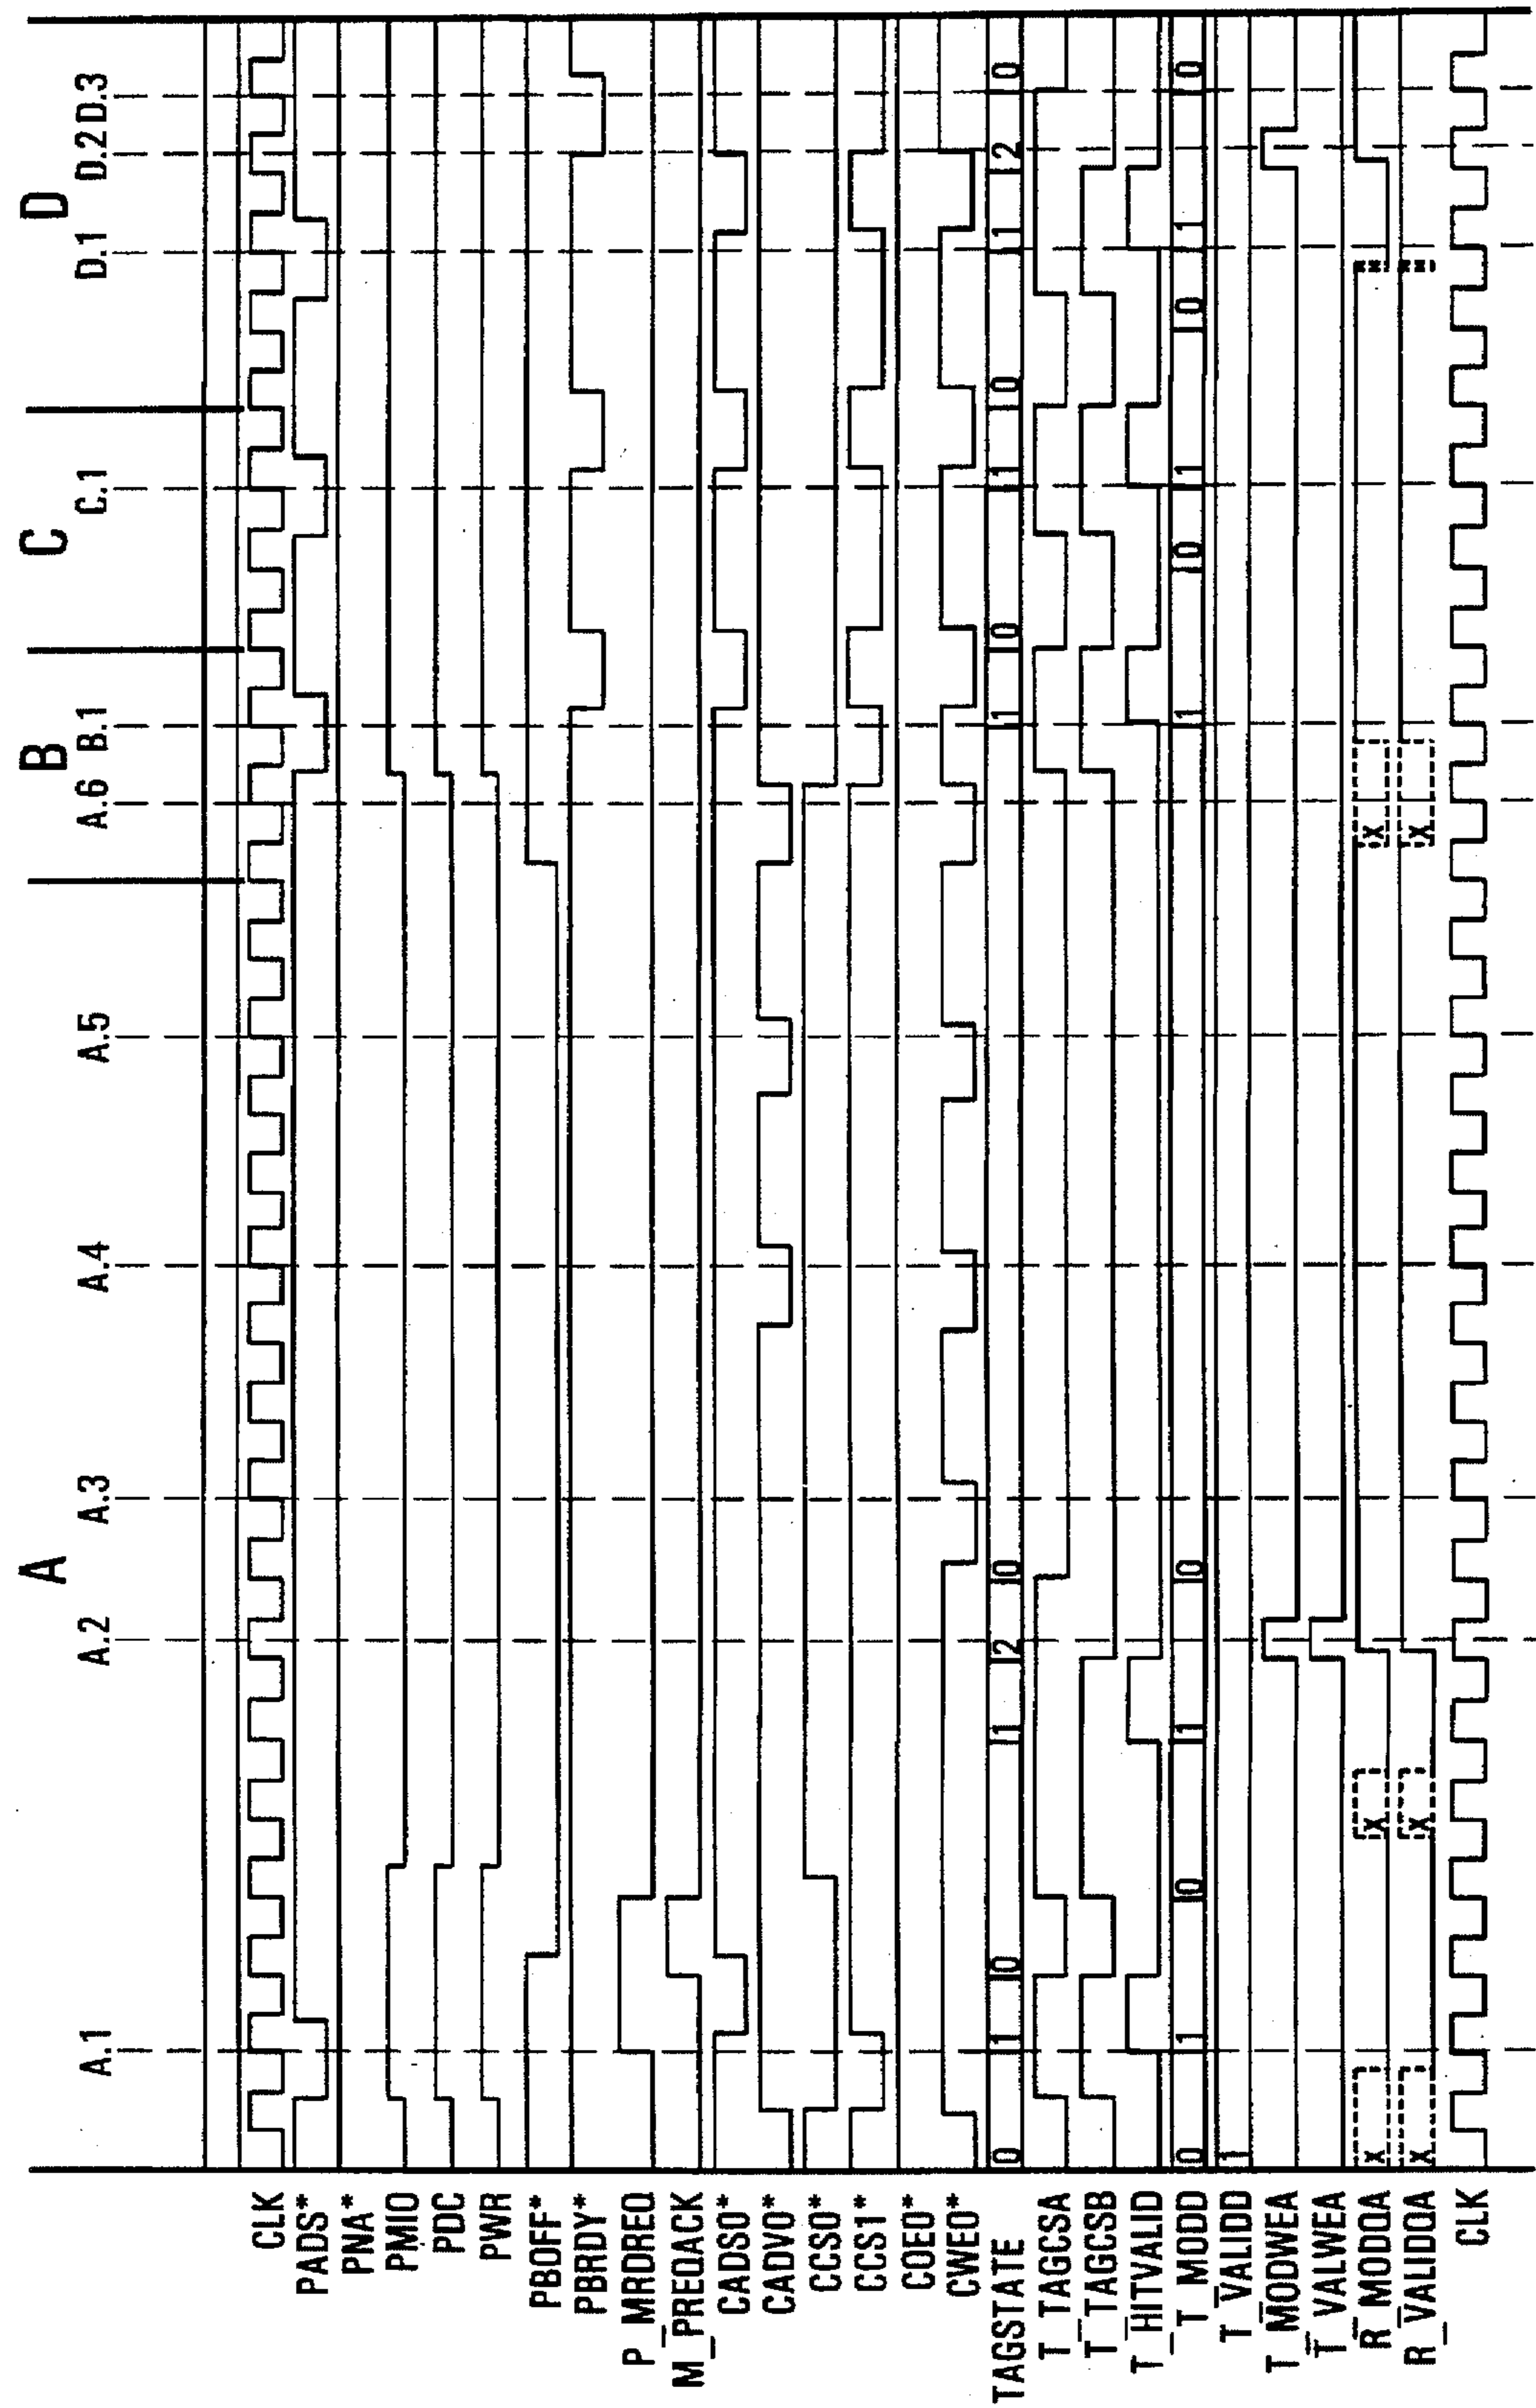 A B C D
A.1 A.2 A.3 A.4 A.5 A.6 B.1 C.1 D.1 D.2 D.3
CLK
PADS*
PNA*
PMIO
PDC
PWR
PBOFF*
PBRDY*
P_MRDREQ
M_PREQACK
CADS0*
CADV0*
CCS0*
CCS1*
COE0*
CWE0*
TAGSTATE 0 1 0 1 2 0 1 0 1 0 1 2 0
T_TAGCSA
T_TAGCSB
T_HITVALID
T_MODD 0 1 0 1 0 1 0 1 0 1 0
T_VALIDD 1
T_MODWEA
T_VALWEA
R_MODQA X X X
R_VALIDQA X X X
CLK